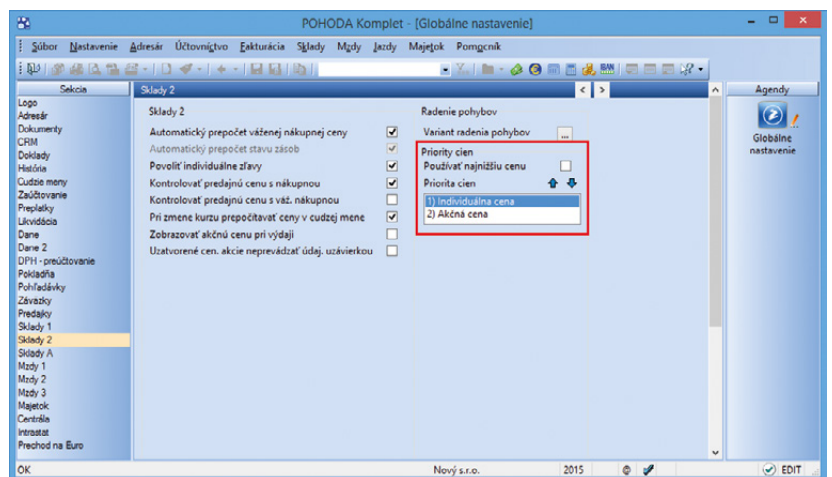 POHODA Komplet - [Globálne nastavenie]
Súbor Nastavenie Adresár Účtovníctvo Fakturácia Sklady Mzdy Jazdy Majetok Pomocník
Sekcia
Logo
Adresár
Dokumenty
CRM
Doklady
História
Cudzie meny
Zaúčtovanie
Preplatky
Likvidácia
Dane
Dane 2
DPH - preúčtovanie
Pokladňa
Pohľadávky
Záväzky
Predajky
Sklady 1
Sklady 2
Sklady A
Mzdy 1
Mzdy 2
Mzdy 3
Majetok
Centrála
Intrastat
Prechod na Euro
Sklady 2
Sklady 2
Automatický prepočet váženej nákupnej ceny
Automatický prepočet stavu zásob
Povoliť individuálne zľavy
Kontrolovať predajnú cenu s nákupnou
Kontrolovať predajnú cenu s váž. nákupnou
Pri zmene kurzu prepočítavať ceny v cudzej mene
Zobrazovať akčnú cenu pri výdaji
Uzatvorené cen. akcie neprevádzať údaj. uzávierkou
Radenie pohybov
Variant radenia pohybov ...
Priority cien
Používať najnižšiu cenu
Priorita cien
1) Individuálna cena
2) Akčná cena
Agendy
Globálne
nastavenie
OK Nový s.r.o. 2015 @ EDIT